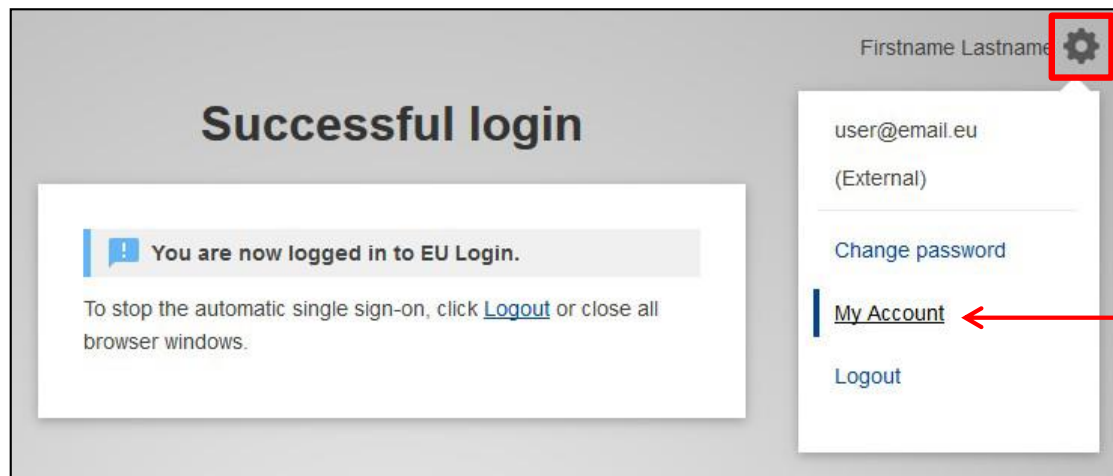 Firstname Lastname
Successful login
You are now logged in to EU Login.
To stop the automatic single sign-on, click Logout or close all
browser windows.
user@email.eu
(External)
Change password
My Account
Logout